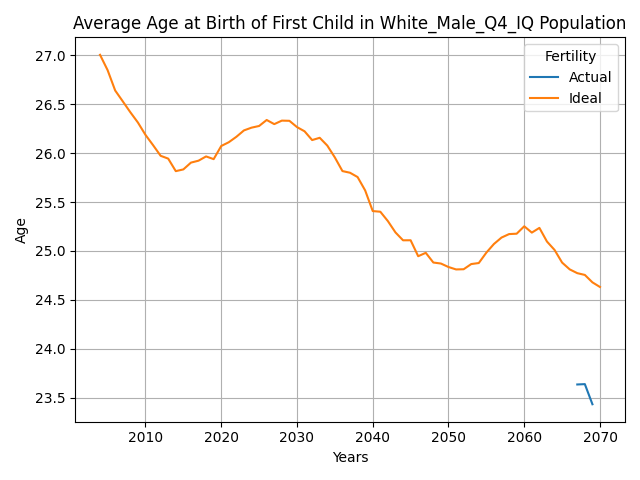 Average Age at Birth of First Child in White_Male_Q4_IQ Population
27.0
26.5
26.0
25.5
25.0
24.5
24.0
23.5
Age
Fertility
Actual
Ideal
2010 2020 2030 2040 2050 2060 2070
Years